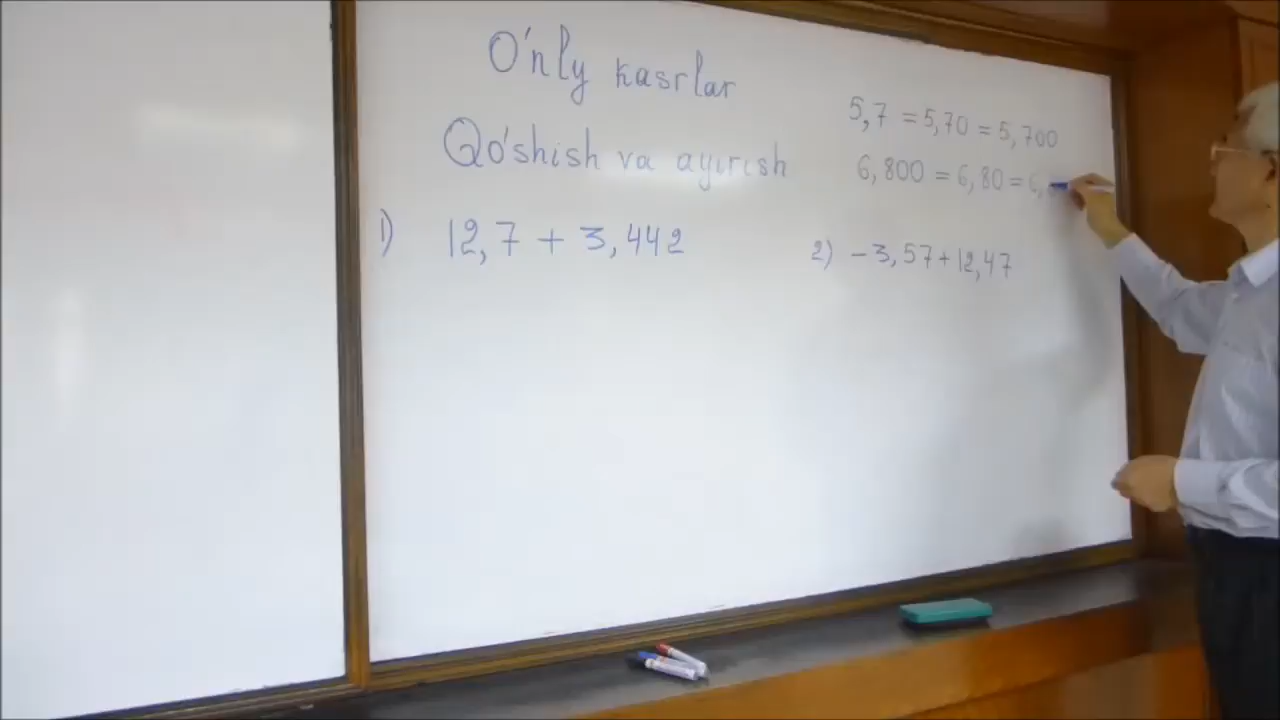 O'nly kasrlar
Qo'shish va ayirish
5,7 = 5,70 = 5,700
6,800 = 6,80 = 6,
1) 12,7 + 3,442
2) - 3,57 + 12,47